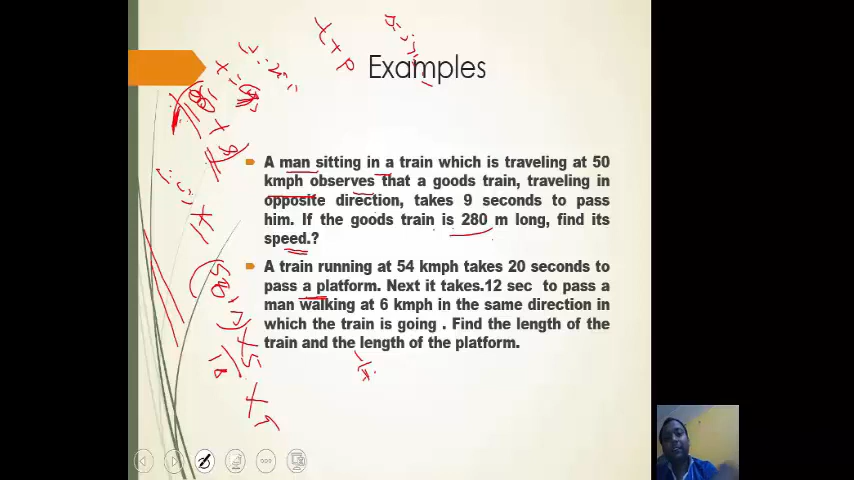 Examples
A man sitting in a train which is traveling at 50
kmph observes that a goods train, traveling in
opposite direction, takes 9 seconds to pass
him. If the goods train is 280 m long, find its
speed.?
A train running at 54 kmph takes 20 seconds to
pass a platform. Next it takes.12 sec to pass a
man walking at 6 kmph in the same direction in
which the train is going . Find the length of the
train and the length of the platform.